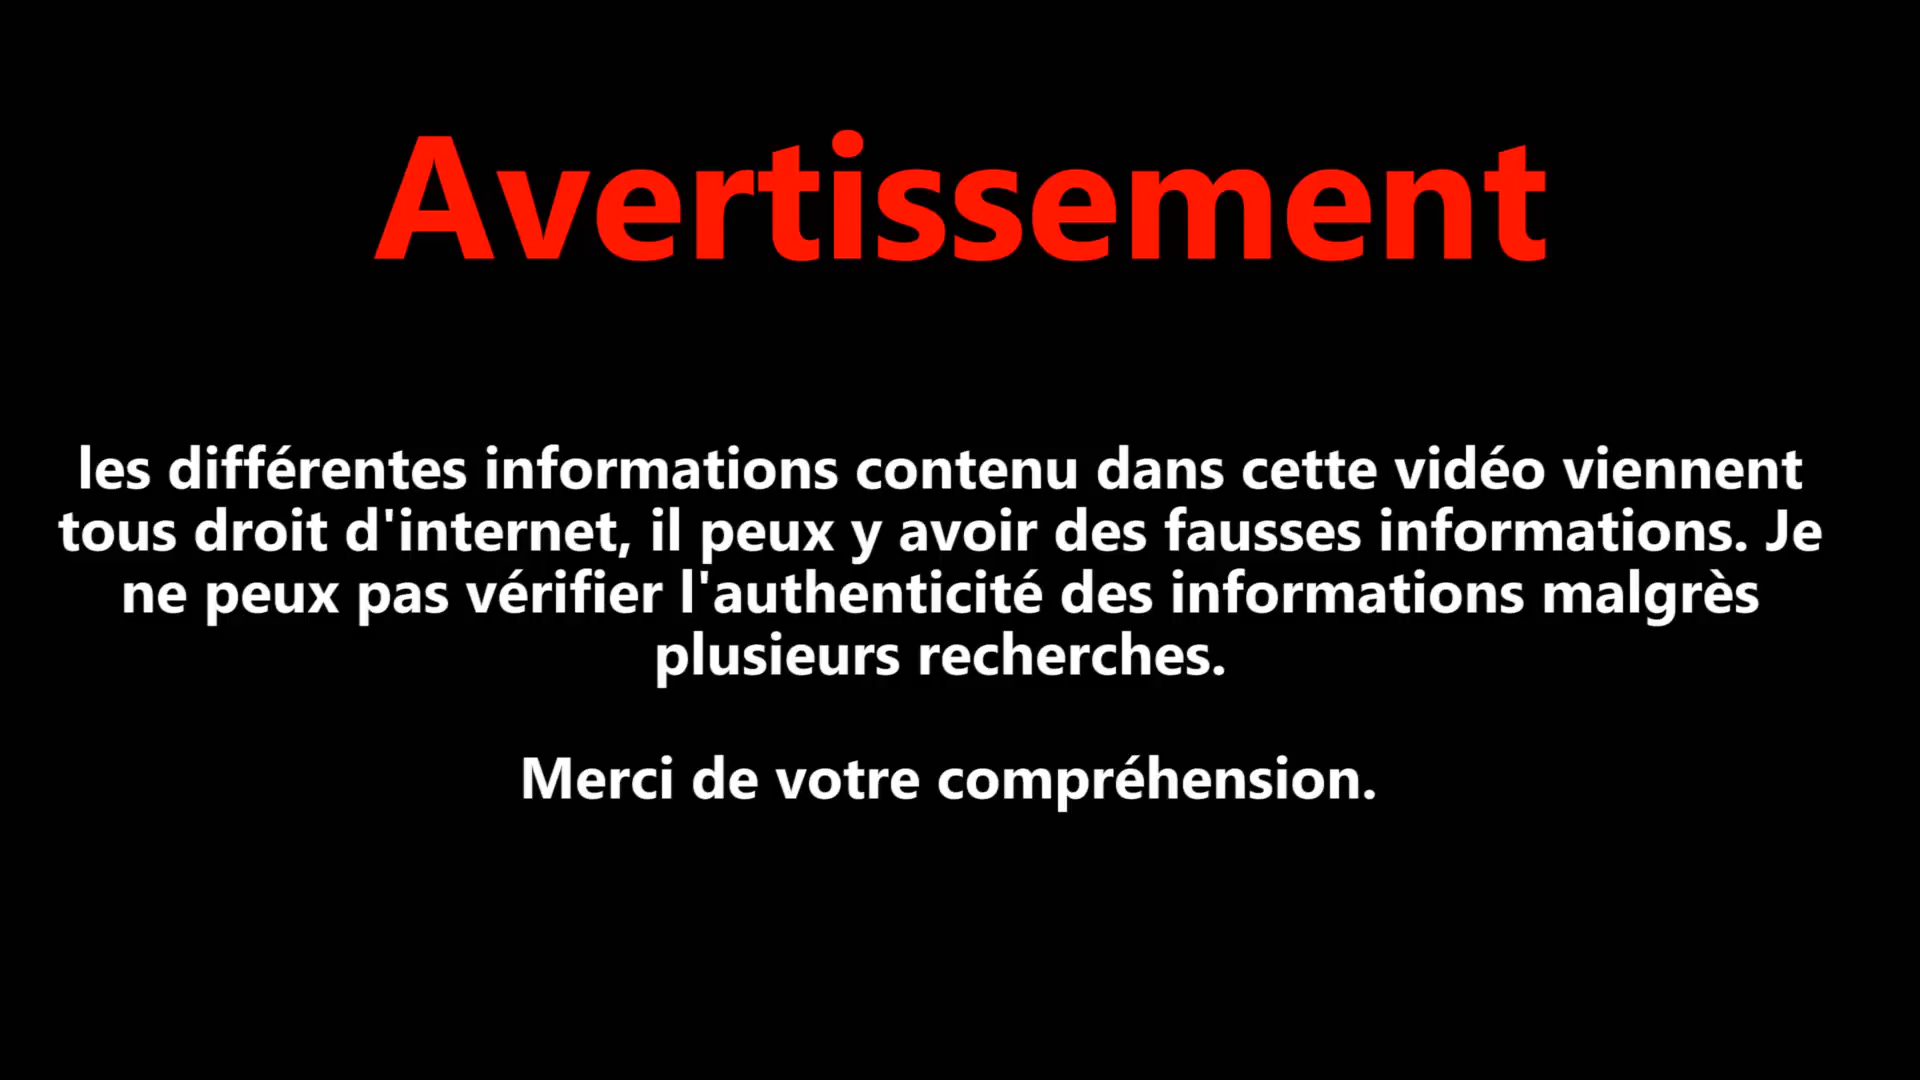 Avertissement
les différentes informations contenu dans cette vidéo viennent
tous droit d'internet, il peux y avoir des fausses informations. Je
ne peux pas vérifier l'authenticité des informations malgrès
plusieurs recherches.
Merci de votre compréhension.